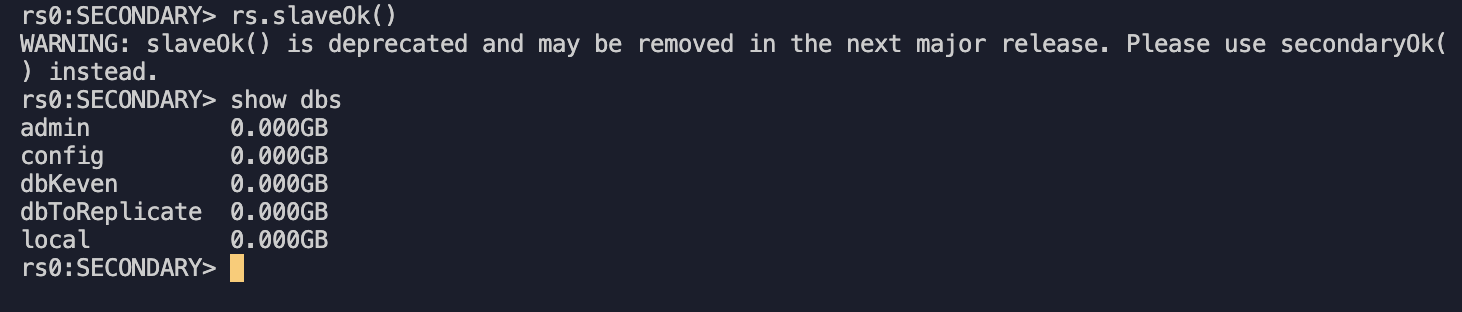 rs0:SECONDARY> rs.slaveOk()
WARNING: slaveOk() is deprecated and may be removed in the next major release. Please use secondaryOk(
) instead.
rs0:SECONDARY> show dbs
admin          0.000GB
config         0.000GB
dbKeven        0.000GB
dbToReplicate  0.000GB
local          0.000GB
rs0:SECONDARY>